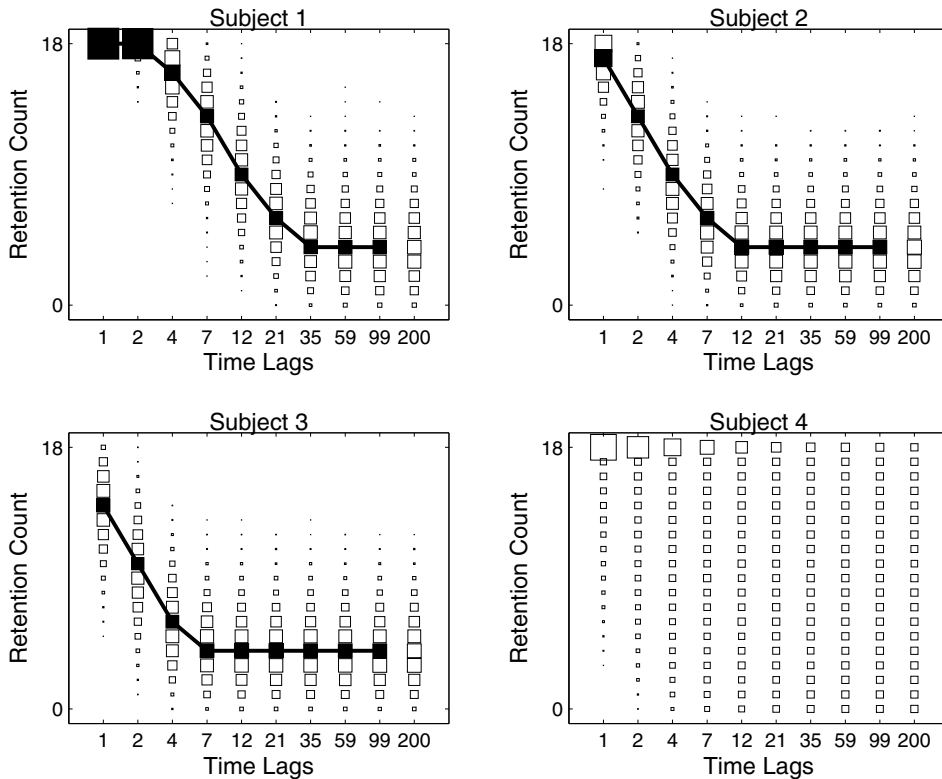 Subject 1
18
Retention Count
0
1 2 4 7 12 21 35 59 99 200
Time Lags
Subject 2
18
Retention Count
0
1 2 4 7 12 21 35 59 99 200
Time Lags
Subject 3
18
Retention Count
0
1 2 4 7 12 21 35 59 99 200
Time Lags
Subject 4
18
Retention Count
0
1 2 4 7 12 21 35 59 99 200
Time Lags